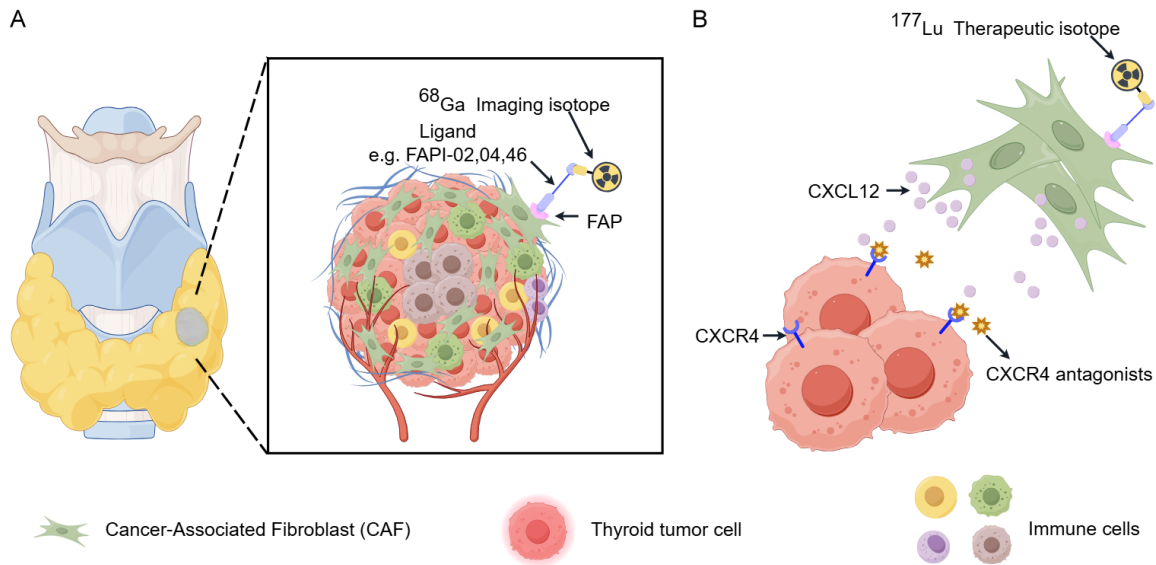 A
68Ga Imaging isotope
Ligand
e.g. FAPI-02,04,46
FAP
B
177Lu Therapeutic isotope
CXCL12
CXCR4
CXCR4 antagonists
Cancer-Associated Fibroblast (CAF)
Thyroid tumor cell
Immune cells